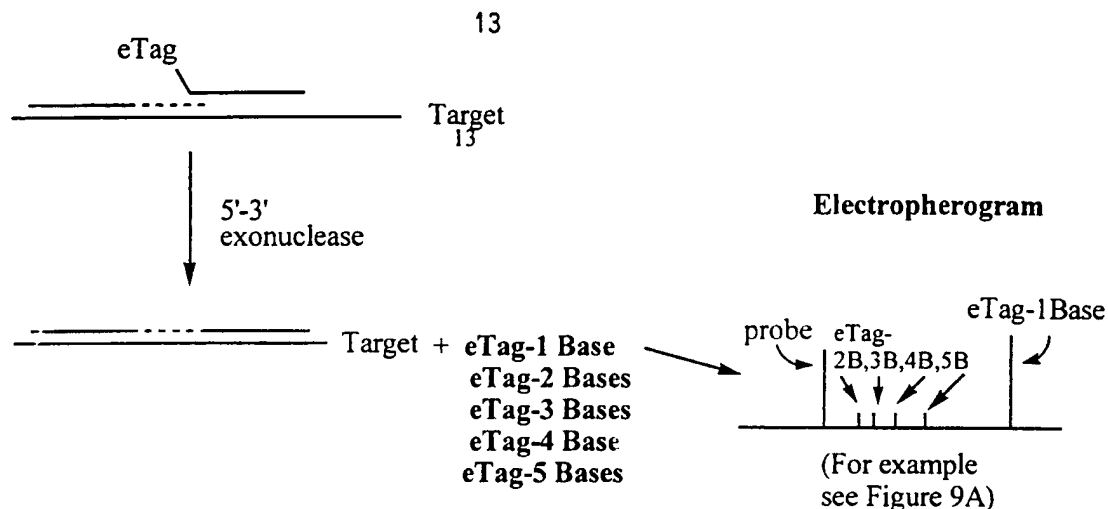 13
eTag
Target
13
5'-3'
exonuclease
Electropherogram
Target + eTag-1 Base
eTag-2 Bases
eTag-3 Bases
eTag-4 Base
eTag-5 Bases
probe
eTag-
2B,3B,4B,5B
eTag-1Base
(For example
see Figure 9A)